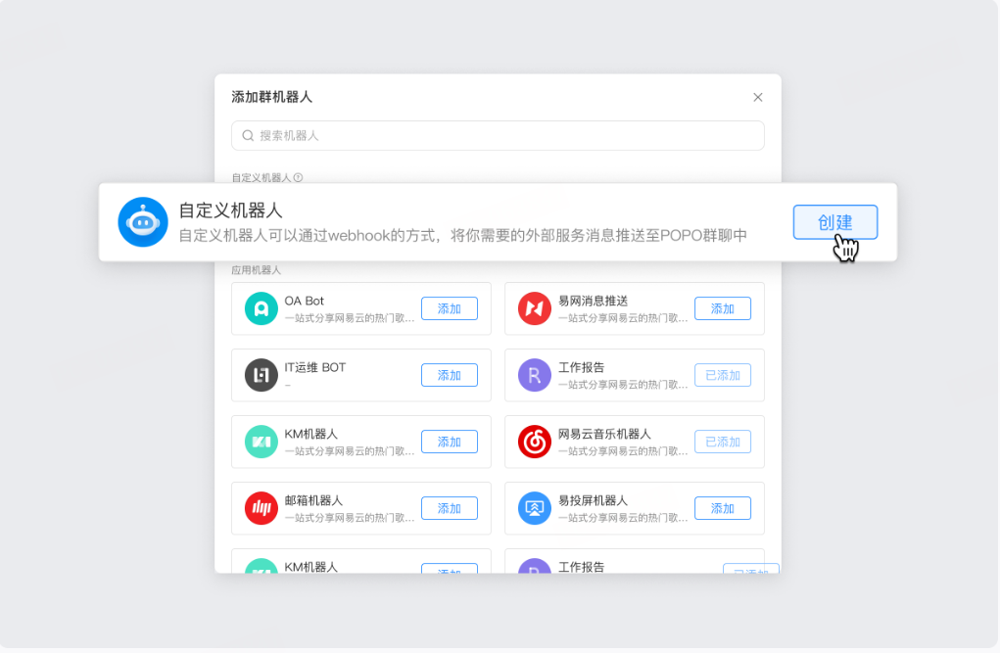 添加群机器人
搜索机器人
自定义机器人
自定义机器人
自定义机器人可以通过webhook的方式，将你需要的外部服务消息推送至POPO群聊中
创建
应用机器人
OA Bot
一站式分享网易云的热门歌...
添加
易网消息推送
一站式分享网易云的热门歌...
添加
IT运维 BOT
–
添加
工作报告
一站式分享网易云的热门歌...
已添加
KM机器人
一站式分享网易云的热门歌...
添加
网易云音乐机器人
一站式分享网易云的热门歌...
已添加
邮箱机器人
一站式分享网易云的热门歌...
添加
易投屏机器人
一站式分享网易云的热门歌...
添加
KM机器人
添加
工作报告
已添加